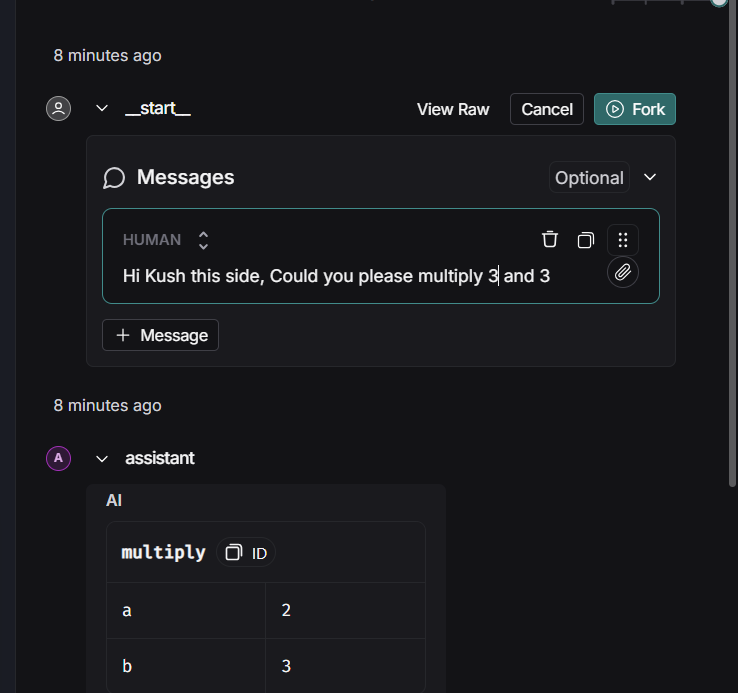 8 minutes ago
__start__ View Raw Cancel Fork
Messages Optional
HUMAN
Hi Kush this side, Could you please multiply 3 and 3
+ Message
8 minutes ago
A assistant
AI
multiply ID
a 2
b 3